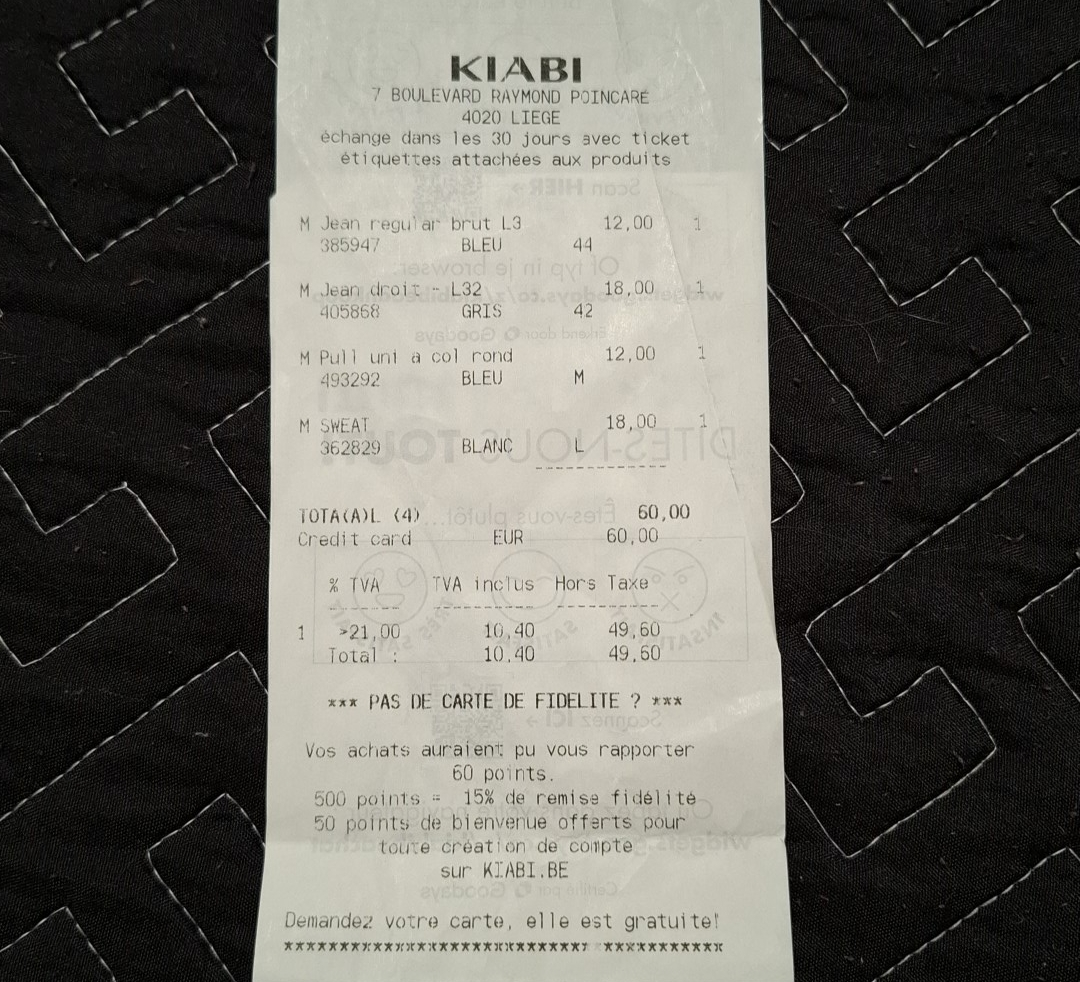 KIABI
7 BOULEVARD RAYMOND POINCARE
4020 LIEGE
échange dans les 30 jours avec ticket
étiquettes attachées aux produits
M Jean regular brut L3 12,00 1
385947 BLEU 44
M Jean droit - L32 18,00 1
405868 GRIS 42
M Pull uni a col rond 12,00 1
493292 BLEU M
M SWEAT 18,00 1
362829 BLANC L
TOTA(A)L (4) 60,00
Credit card EUR 60,00
% TVA TVA inclus Hors Taxe
1 >21,00 10,40 49,60
Total : 10,40 49,60
*** PAS DE CARTE DE FIDELITE ? ***
Vos achats auraient pu vous rapporter
60 points.
500 points = 15% de remise fidélité
50 points de bienvenue offerts pour
toute création de compte
sur KIABI.BE
Demandez votre carte, elle est gratuite!